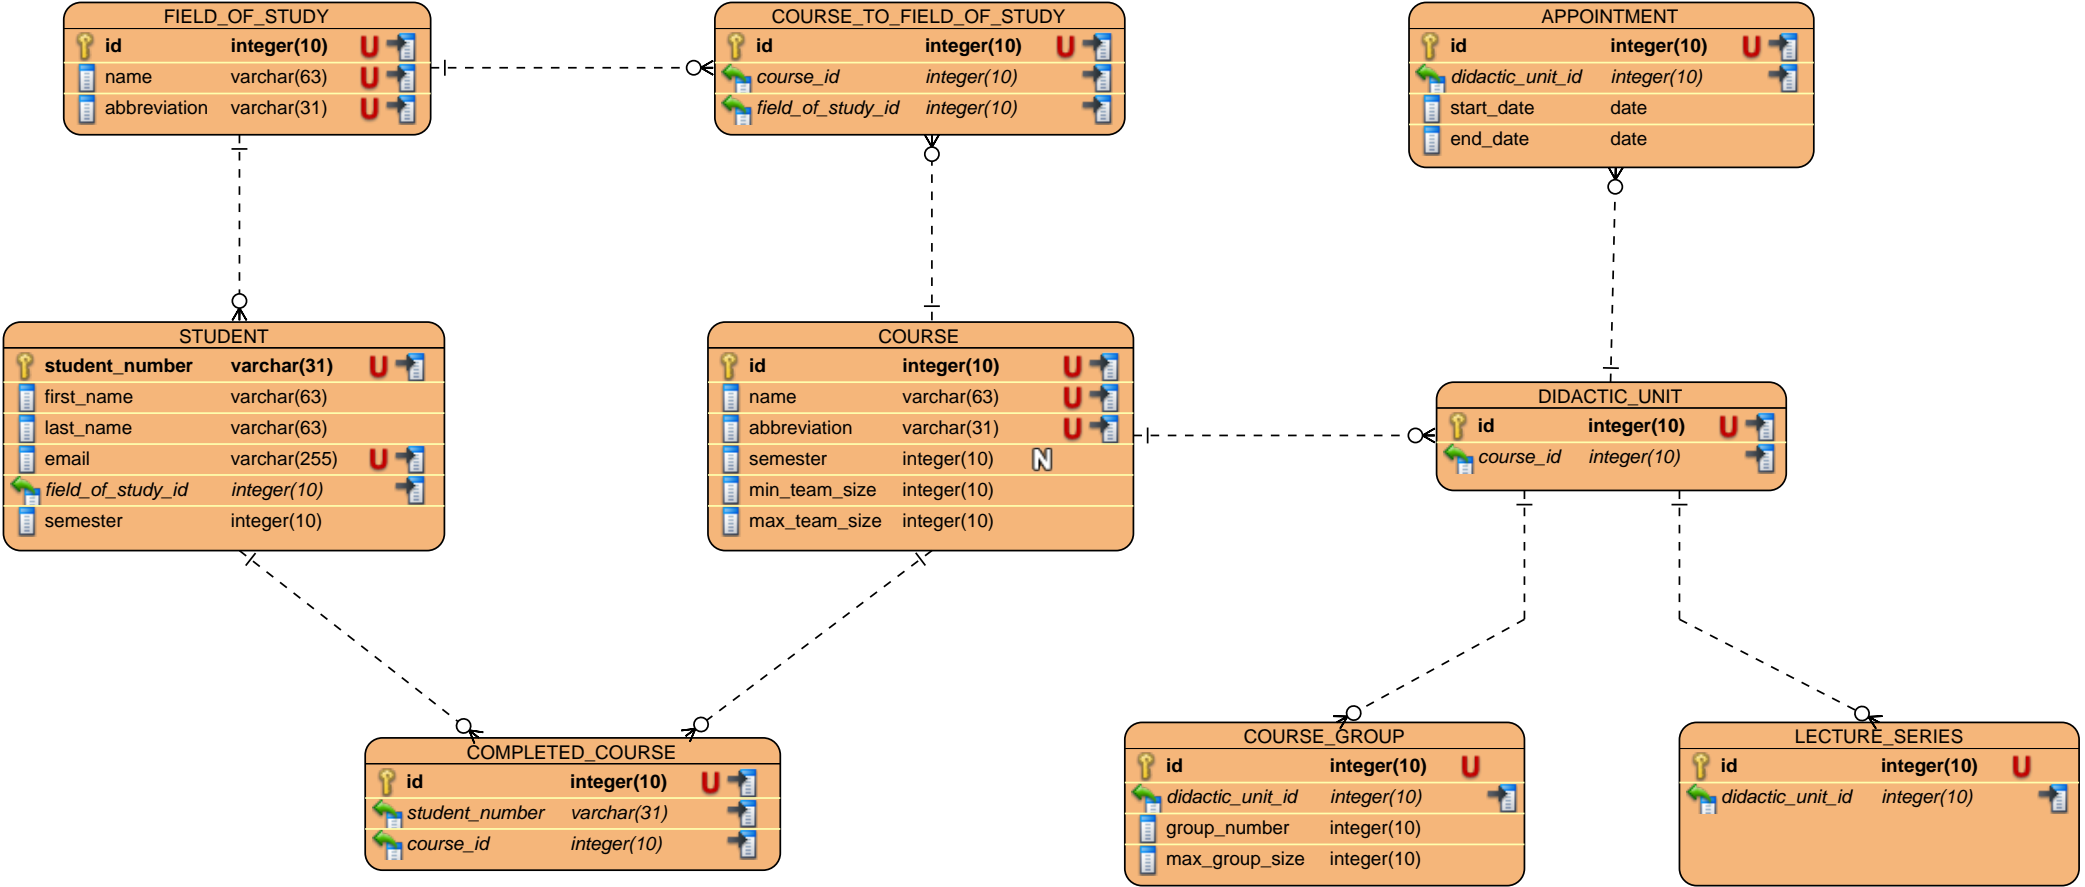 FIELD_OF_STUDY
id integer(10) U
name varchar(63) U
abbreviation varchar(31) U
COURSE_TO_FIELD_OF_STUDY
id integer(10) U
course_id integer(10)
field_of_study_id integer(10)
APPOINTMENT
id integer(10) U
didactic_unit_id integer(10)
start_date date
end_date date
STUDENT
student_number varchar(31) U
first_name varchar(63)
last_name varchar(63)
email varchar(255) U
field_of_study_id integer(10)
semester integer(10)
COURSE
id integer(10) U
name varchar(63) U
abbreviation varchar(31) U
semester integer(10) N
min_team_size integer(10)
max_team_size integer(10)
DIDACTIC_UNIT
id integer(10) U
course_id integer(10)
COMPLETED_COURSE
id integer(10) U
student_number varchar(31)
course_id integer(10)
COURSE_GROUP
id integer(10) U
didactic_unit_id integer(10)
group_number integer(10)
max_group_size integer(10)
LECTURE_SERIES
id integer(10) U
didactic_unit_id integer(10)